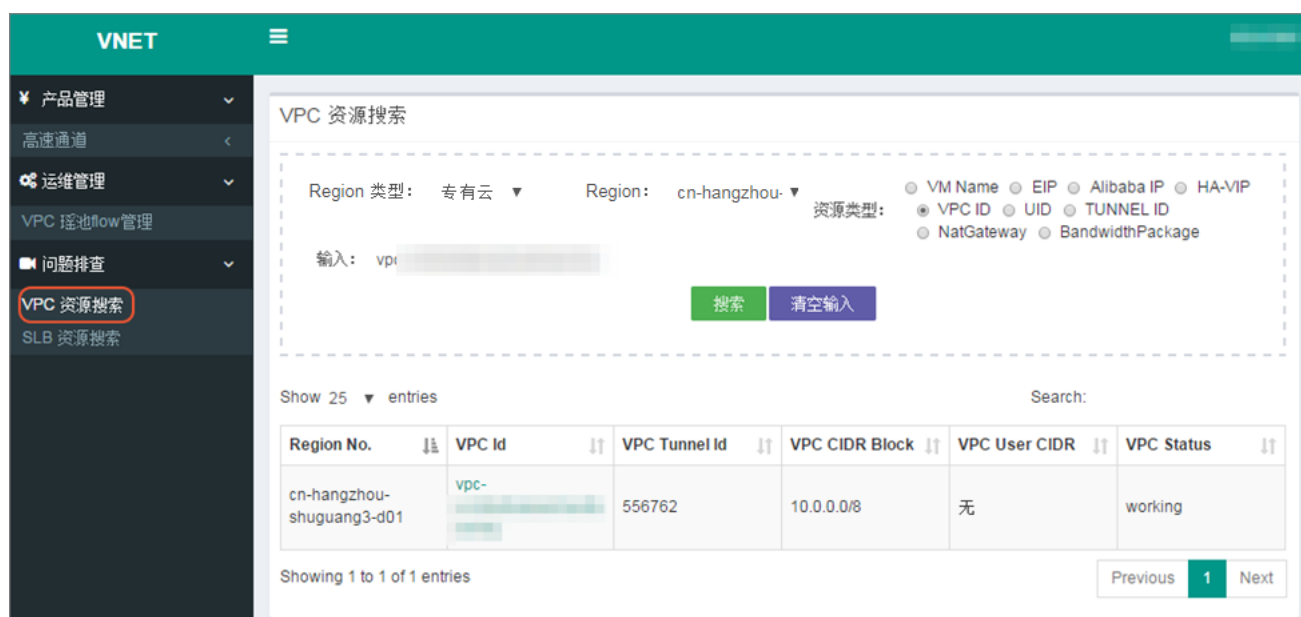 VNET
¥ 产品管理
高速通道
运维管理
VPC 瑶池flow管理
问题排查
VPC 资源搜索
SLB 资源搜索
VPC 资源搜索
Region 类型： 专有云 Region： cn-hangzhou-
资源类型： VM Name EIP Alibaba IP HA-VIP
VPC ID UID TUNNEL ID
NatGateway BandwidthPackage
输入： vpc
搜索 清空输入
Show 25 entries Search:
Region No. VPC Id VPC Tunnel Id VPC CIDR Block VPC User CIDR VPC Status
cn-hangzhou-shuguang3-d01 vpc- 556762 10.0.0.0/8 无 working
Showing 1 to 1 of 1 entries Previous 1 Next